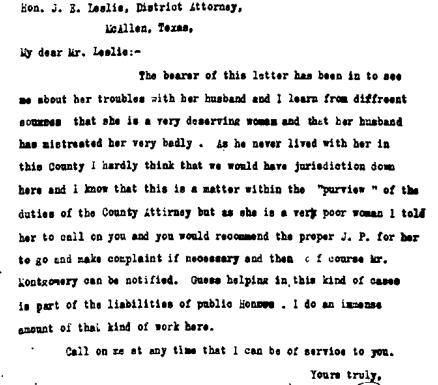 Hon. J. E. Leslie, District Attorney,
McAllen, Texas,
My dear Mr. Leslie:-
The bearer of this letter has been in to see
me about her troubles with her husband and I learn from diffreent
sources that she is a very deserving woman and that her husband
has mistreated her very badly . As he never lived with her in
this County I hardly think that we would have jurisdiction down
here and I know that this is a matter within the "purview " of the
duties of the County Attirney but as she is a very poor woman I told
her to call on you and you would recommend the proper J. P. for her
to go and make complaint if necessary and then of course Mr.
Montgomery can be notified. Guess helping in this kind of cases
is part of the liabilities of public . I do an immense
amount of that kind of work here.
Call on me at any time that I can be of service to you.
Yours truly,